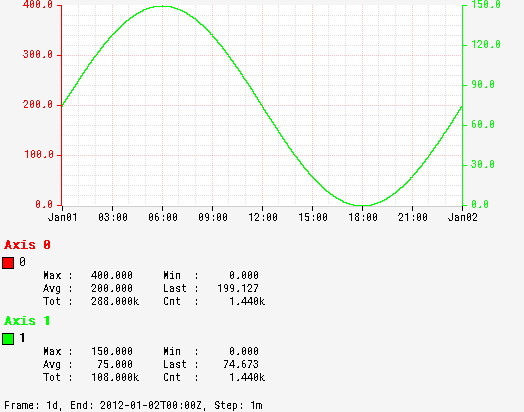 400.0 150.0
120.0
300.0
90.0
200.0
60.0
100.0
30.0
0.0 0.0
Jan01 03:00 06:00 09:00 12:00 15:00 18:00 21:00 Jan02
Axis 0
0
Max : 400.000 Min : 0.000
Avg : 200.000 Last : 199.127
Tot : 288.000k Cnt : 1.440k
Axis 1
1
Max : 150.000 Min : 0.000
Avg : 75.000 Last : 74.673
Tot : 108.000k Cnt : 1.440k
Frame: 1d, End: 2012-01-02T00:00Z, Step: 1m